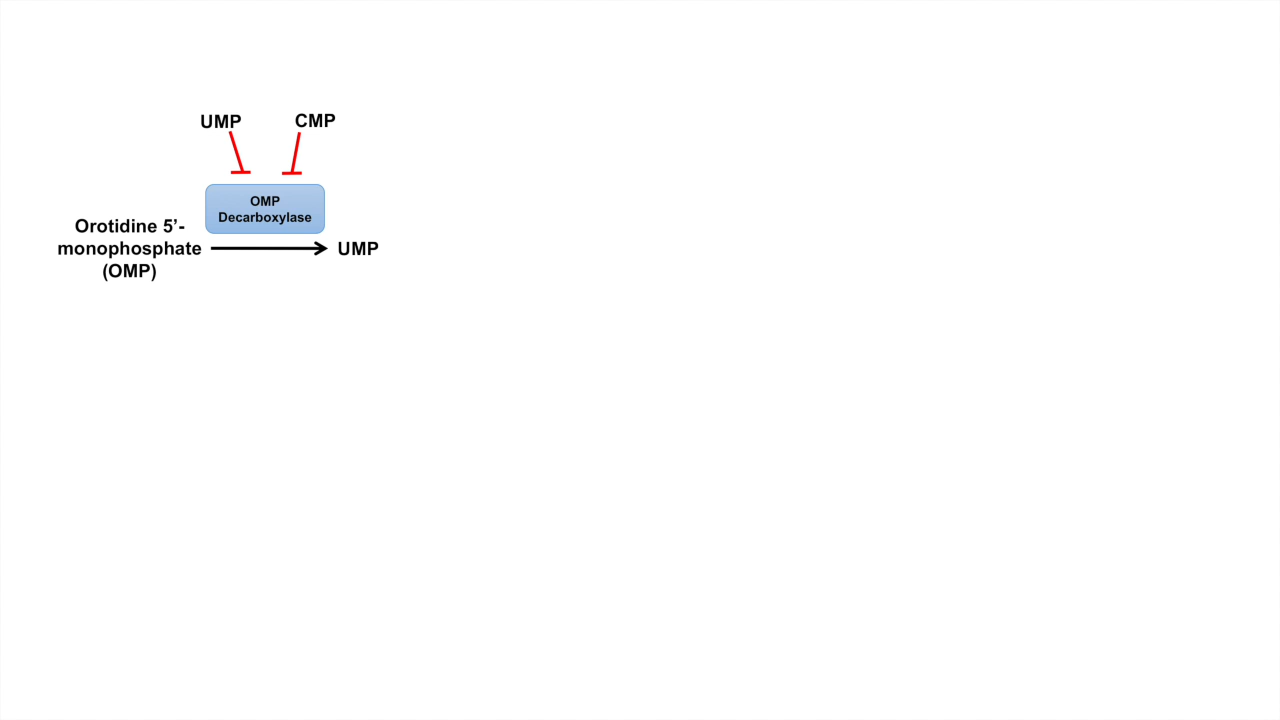 UMP
CMP
OMP
Decarboxylase
Orotidine 5’-
monophosphate
(OMP)
UMP